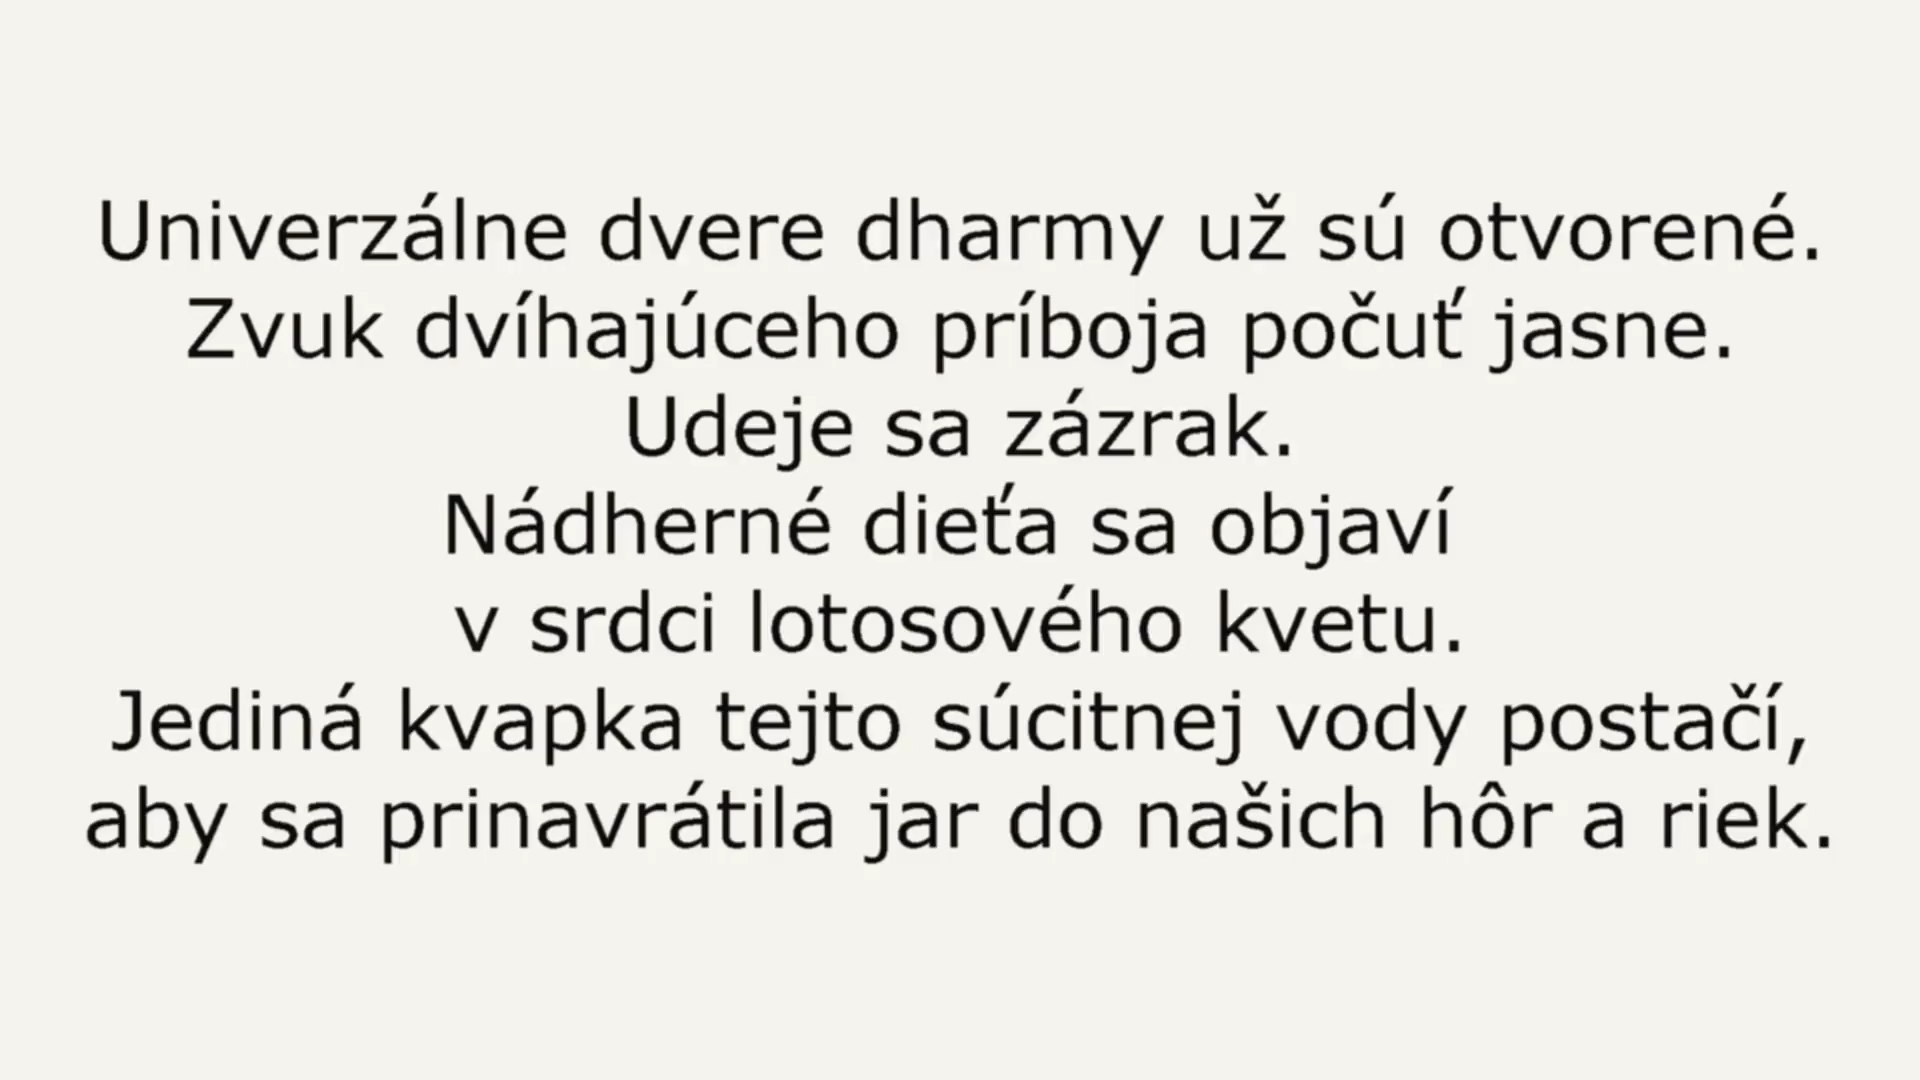 Univerzálne dvere dharmy už sú otvorené.
Zvuk dvíhajúceho príboja počuť jasne.
Udeje sa zázrak.
Nádherné dieťa sa objaví
v srdci lotosového kvetu.
Jediná kvapka tejto súcitnej vody postačí,
aby sa prinavrátila jar do našich hôr a riek.